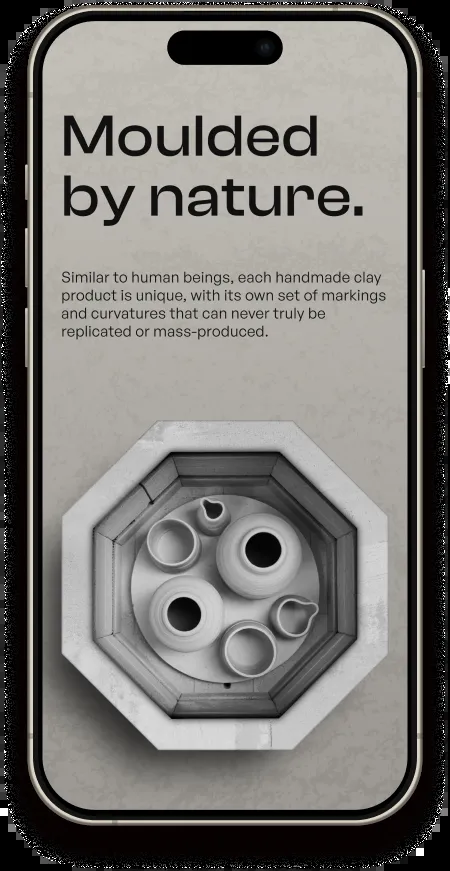 Moulded
by nature.
Similar to human beings, each handmade clay
product is unique, with its own set of markings
and curvatures that can never truly be
replicated or mass-produced.